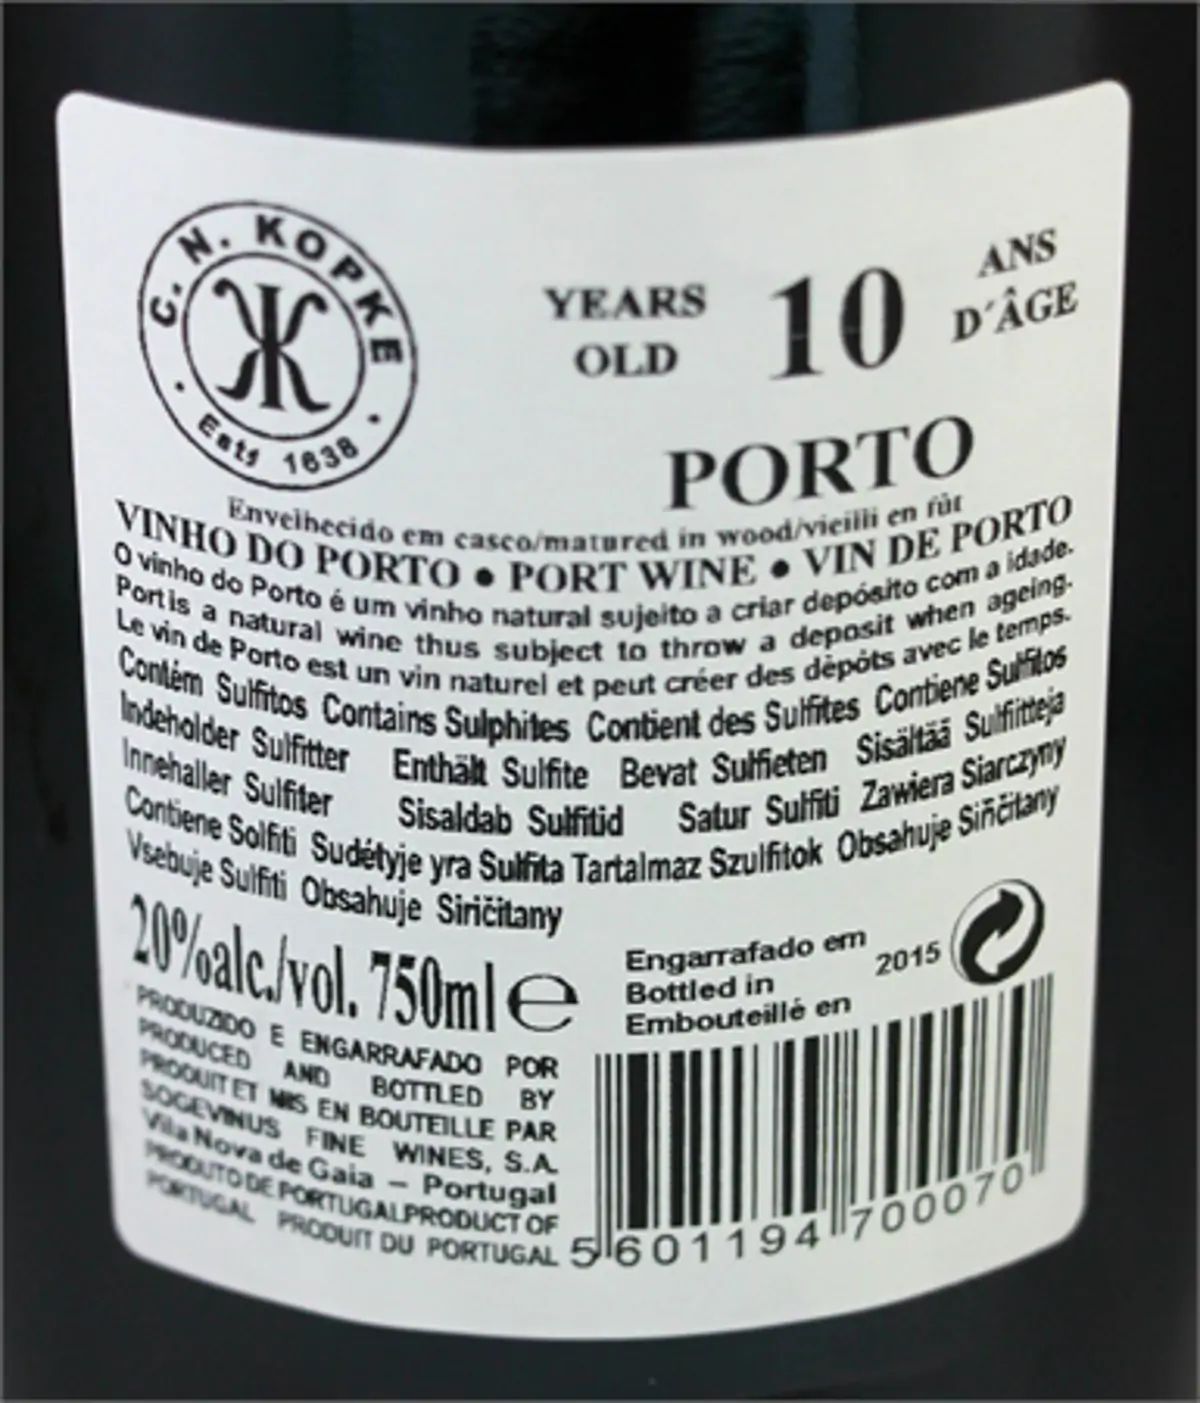 C. N. KOPKE
Estd 1638
YEARS OLD 10 ANS D´ÂGE
PORTO
Envelhecido em casco/matured in wood/vieilli en fût
VINHO DO PORTO • PORT WINE • VIN DE PORTO
O vinho do Porto é um vinho natural sujeito a criar depósito com a idade.
Port is a natural wine thus subject to throw a deposit when ageing.
Le vin de Porto est un vin naturel et peut créer des dépôts avec le temps.
Contém Sulfitos Contains Sulphites Contient des Sulfites Contiene Sulfitos
Indeholder Sulfitter Enthält Sulfite Bevat Sulfieten Sisältää Sulfiitteja
Innehaller Sulfiter Sisaldab Sulfitid Satur Sulfiti Zawiera Siarczyny
Contiene Solfiti Sudétyje yra Sulfita Tartalmaz Szulfitok Obsahuje Siñčitany
Vsebuje Sulfiti Obsahuje Siričitany
20%alc./vol. 750ml e
Engarrafado em
Bottled in 2015
Embouteillé en
PRODUZIDO E ENGARRAFADO POR
PRODUCED AND BOTTLED BY
PRODUIT ET MIS EN BOUTEILLE PAR
SOGEVINUS FINE WINES, S.A.
Vila Nova de Gaia – Portugal
PRODUTO DE PORTUGAL PRODUCT OF
PORTUGAL PRODUIT DU PORTUGAL
5 601194 700070